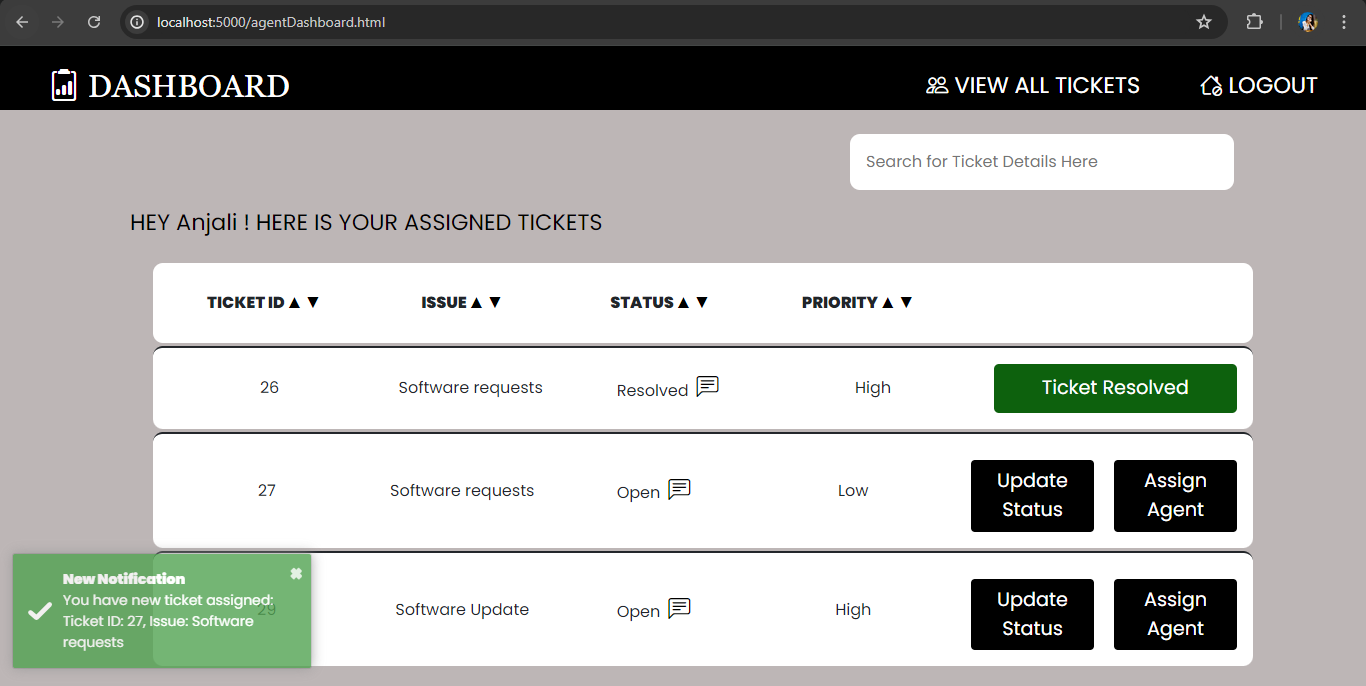 localhost:5000/agentDashboard.html
DASHBOARD
VIEW ALL TICKETS
LOGOUT
Search for Ticket Details Here
HEY Anjali ! HERE IS YOUR ASSIGNED TICKETS
TICKET ID ▲ ▼ ISSUE ▲ ▼ STATUS ▲ ▼ PRIORITY ▲ ▼
26 Software requests Resolved High Ticket Resolved
27 Software requests Open Low
Update
Status
Assign
Agent
29 Software Update Open High
Update
Status
Assign
Agent
New Notification
You have new ticket assigned:
Ticket ID: 27, Issue: Software
requests